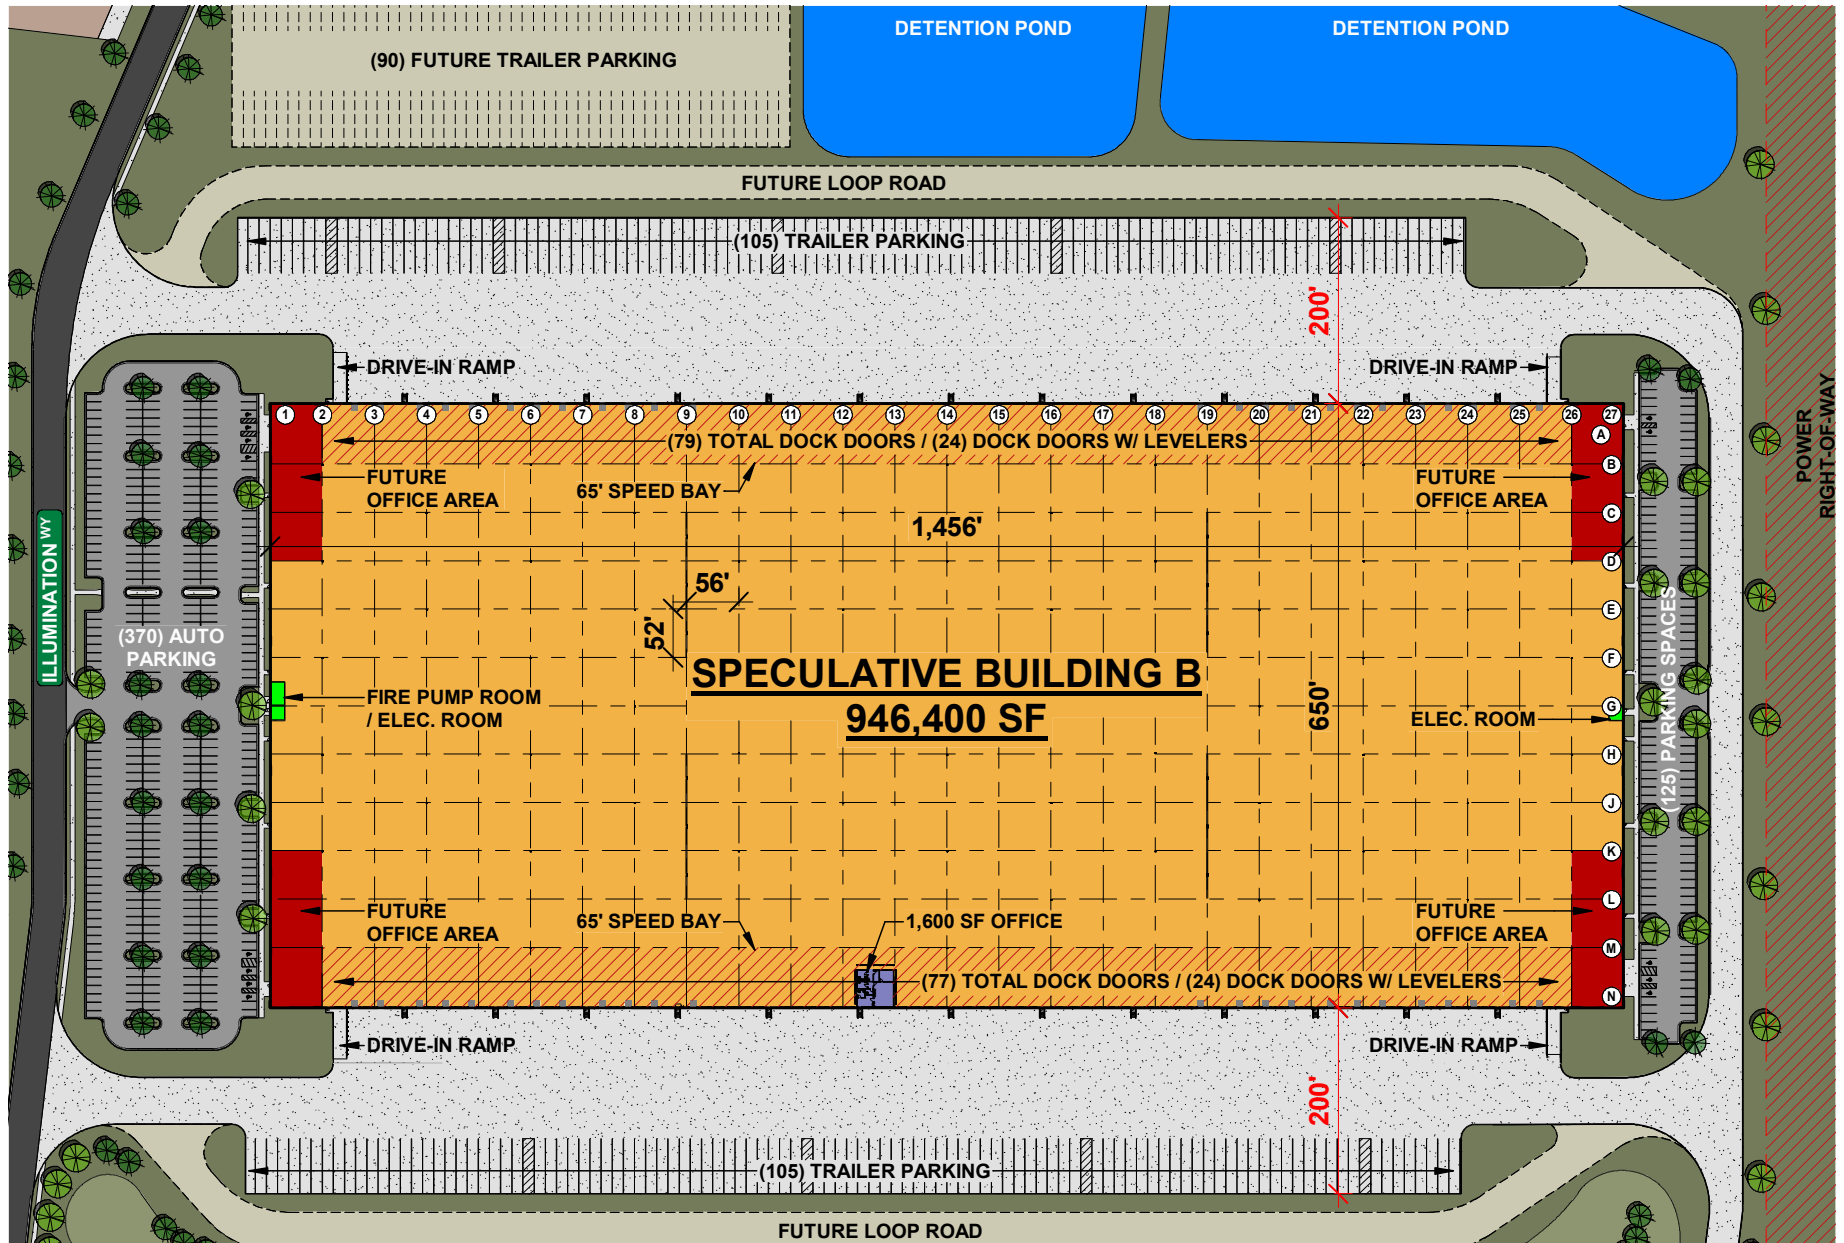 DETENTION POND
DETENTION POND
(90) FUTURE TRAILER PARKING
FUTURE LOOP ROAD
(105) TRAILER PARKING
200'
DRIVE-IN RAMP
DRIVE-IN RAMP
POWER
RIGHT-OF-WAY
1 2 3 4 5 6 7 8 9 10 11 12 13 14 15 16 17 18 19 20 21 22 23 24 25 26 27
A
(79) TOTAL DOCK DOORS / (24) DOCK DOORS W/ LEVELERS
B
FUTURE
OFFICE AREA
65' SPEED BAY
FUTURE
OFFICE AREA
C
1,456'
D
ILLUMINATION WY
56'
E
52'
(370) AUTO
PARKING
F
SPECULATIVE BUILDING B
946,400 SF
650'
(125) PARKING SPACES
FIRE PUMP ROOM
/ ELEC. ROOM
G
ELEC. ROOM
H
J
K
L
FUTURE
OFFICE AREA
65' SPEED BAY
1,600 SF OFFICE
FUTURE
OFFICE AREA
M
(77) TOTAL DOCK DOORS / (24) DOCK DOORS W/ LEVELERS
N
DRIVE-IN RAMP
DRIVE-IN RAMP
200'
(105) TRAILER PARKING
FUTURE LOOP ROAD